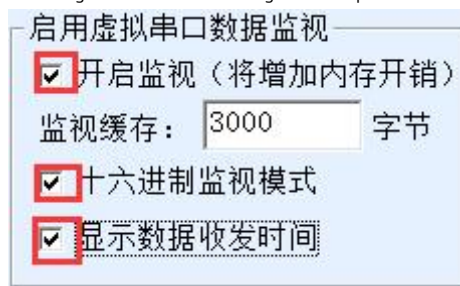 启用虚拟串口数据监视
开启监视（将增加内存开销）
监视缓存： 3000 字节
十六进制监视模式
显示数据收发时间